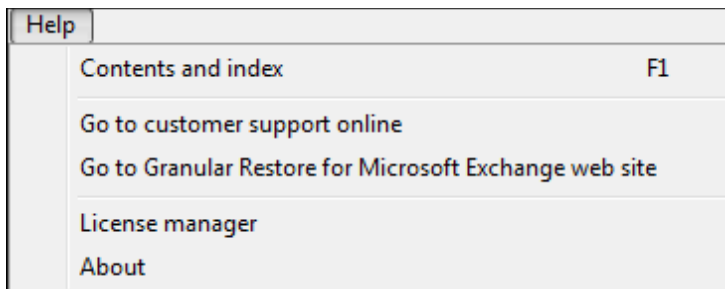 Help
Contents and index F1
Go to customer support online
Go to Granular Restore for Microsoft Exchange web site
License manager
About